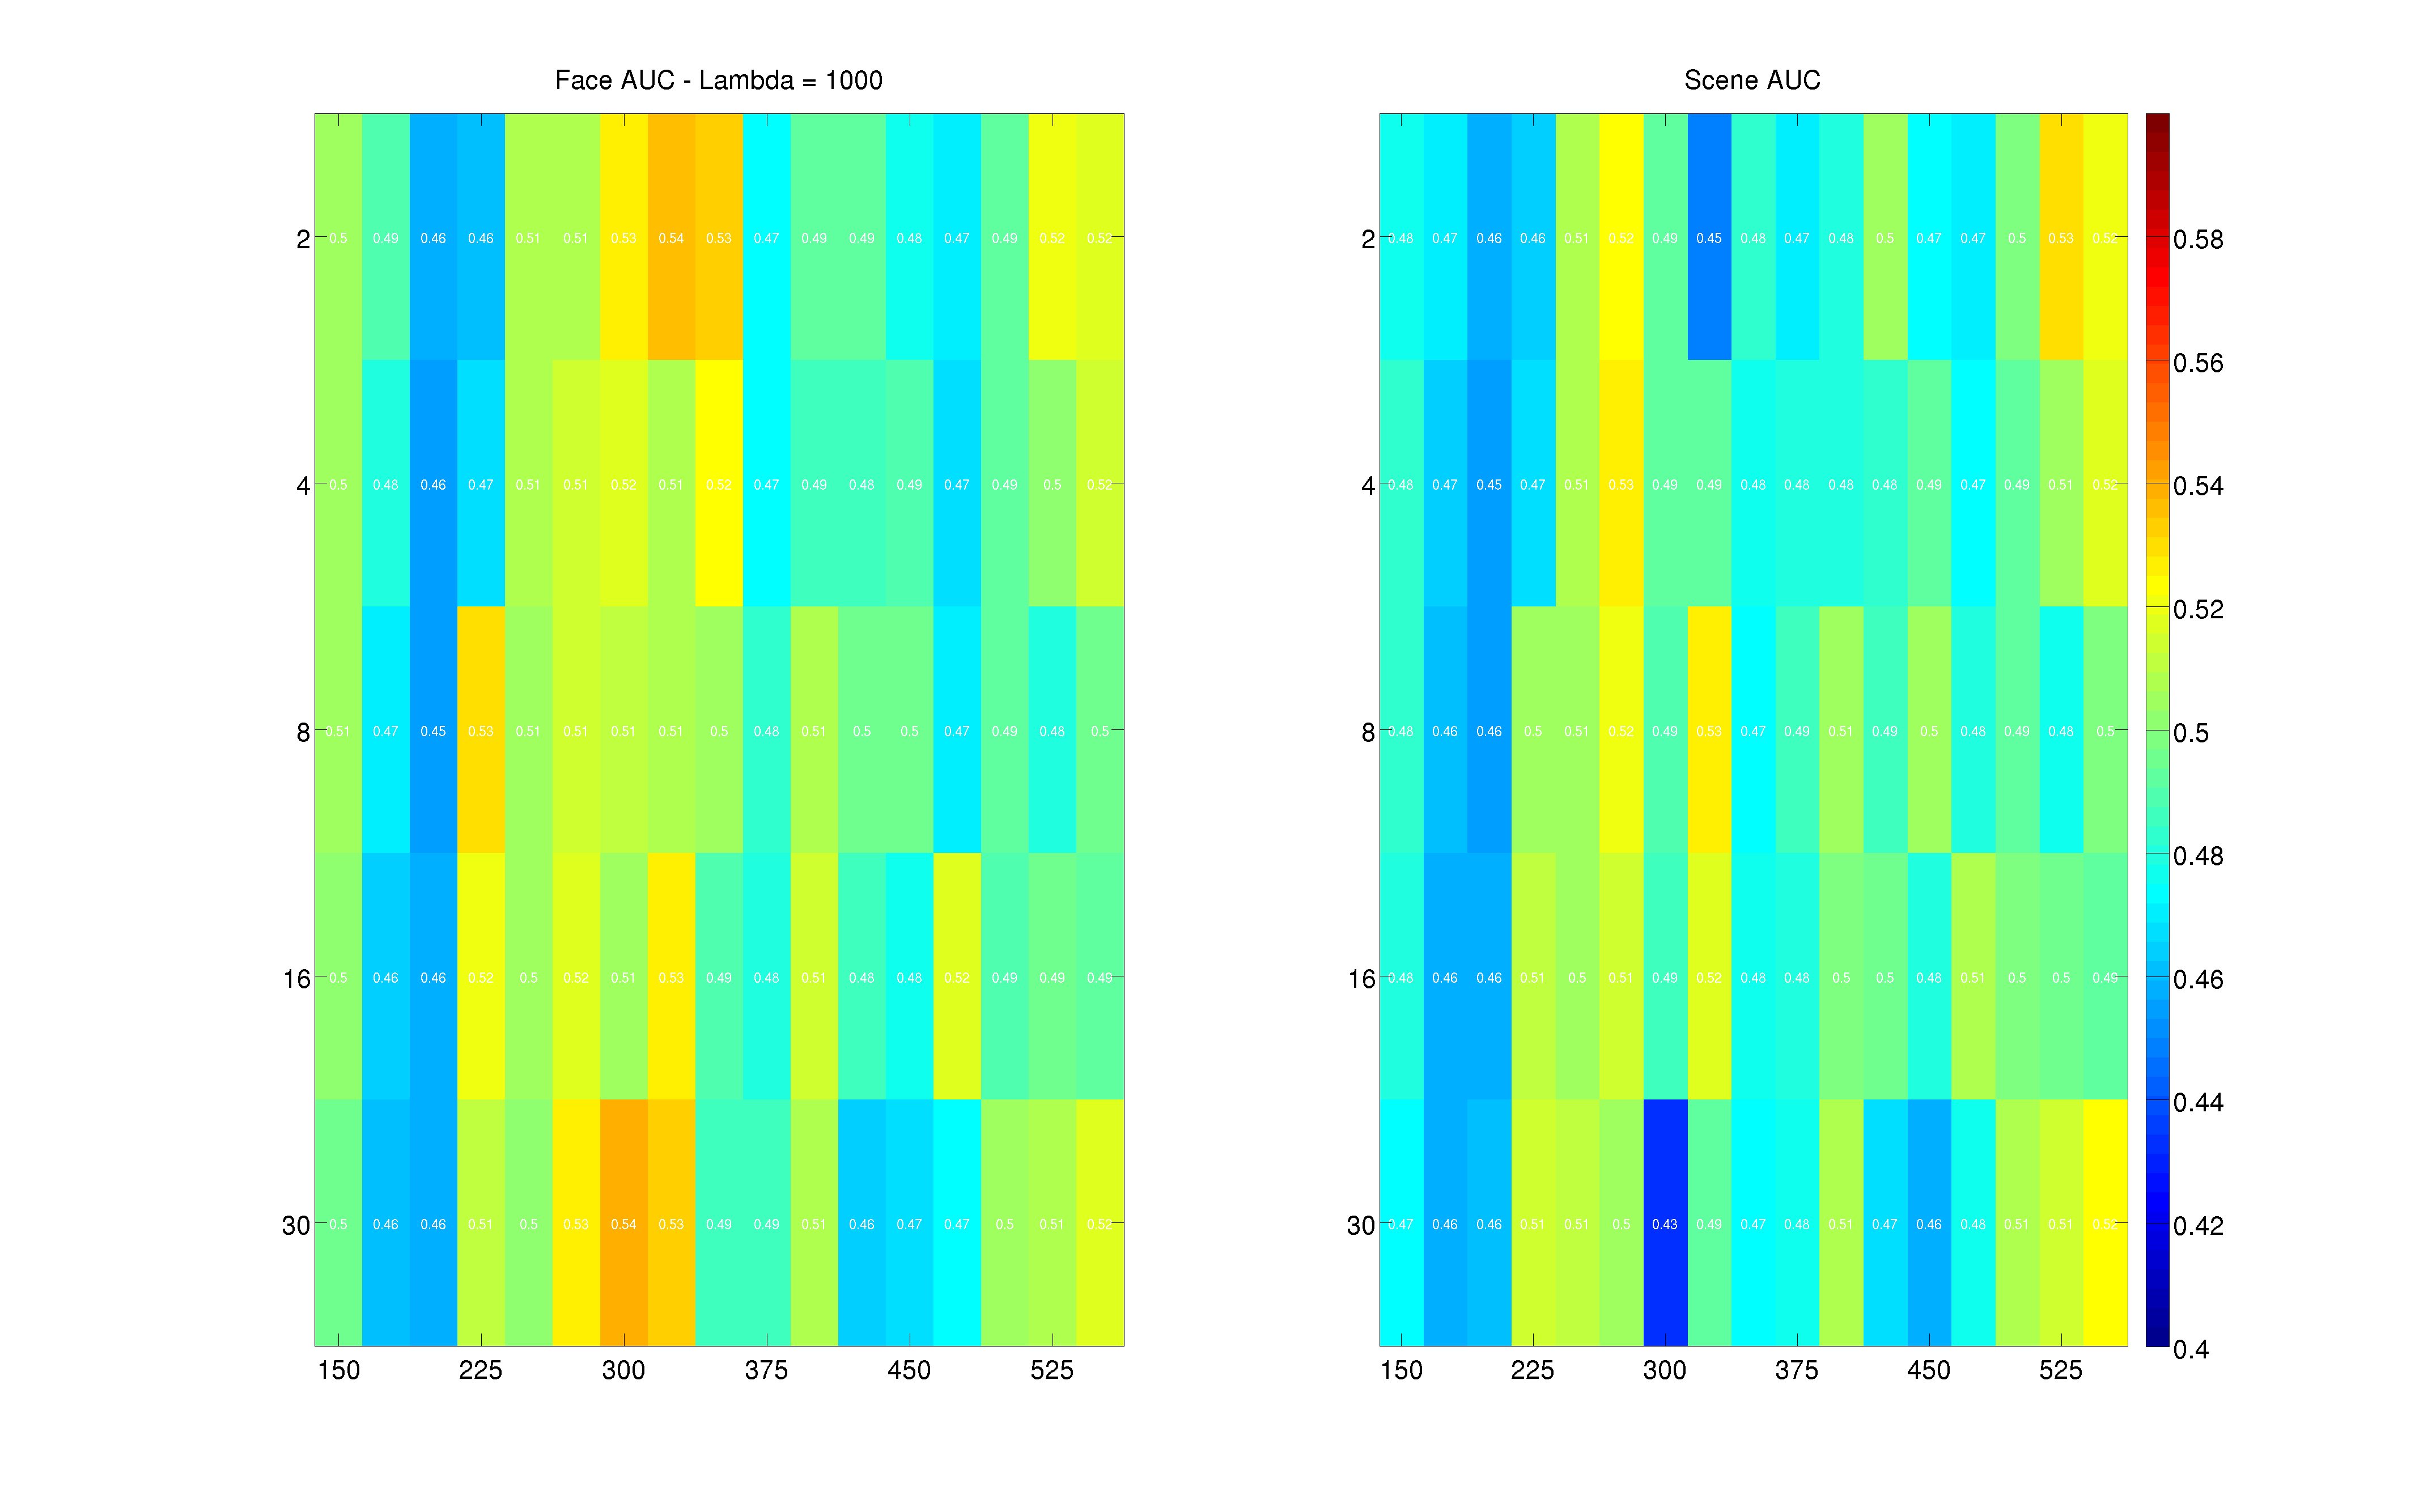 Face AUC - Lambda = 1000
2 0.5 0.49 0.46 0.46 0.51 0.51 0.53 0.54 0.53 0.47 0.49 0.49 0.48 0.47 0.49 0.52 0.52
4 0.5 0.48 0.46 0.47 0.51 0.51 0.52 0.51 0.52 0.47 0.49 0.48 0.49 0.47 0.49 0.5 0.52
8 0.51 0.47 0.45 0.53 0.51 0.51 0.51 0.51 0.5 0.48 0.51 0.5 0.5 0.47 0.49 0.48 0.5
16 0.5 0.46 0.46 0.52 0.5 0.52 0.51 0.53 0.49 0.48 0.51 0.48 0.48 0.52 0.49 0.49 0.49
30 0.5 0.46 0.46 0.51 0.5 0.53 0.54 0.53 0.49 0.49 0.51 0.46 0.47 0.47 0.5 0.51 0.52
150 225 300 375 450 525
Scene AUC
2 0.48 0.47 0.46 0.46 0.51 0.52 0.49 0.45 0.48 0.47 0.48 0.5 0.47 0.47 0.5 0.53 0.52
4 0.48 0.47 0.45 0.47 0.51 0.53 0.49 0.49 0.48 0.48 0.48 0.48 0.49 0.47 0.49 0.51 0.52
8 0.48 0.46 0.46 0.5 0.51 0.52 0.49 0.53 0.47 0.49 0.51 0.49 0.5 0.48 0.49 0.48 0.5
16 0.48 0.46 0.46 0.51 0.5 0.51 0.49 0.52 0.48 0.48 0.5 0.5 0.48 0.51 0.5 0.5 0.49
30 0.47 0.46 0.46 0.51 0.51 0.5 0.43 0.49 0.47 0.48 0.51 0.47 0.46 0.48 0.51 0.51 0.52
150 225 300 375 450 525
0.58
0.56
0.54
0.52
0.5
0.48
0.46
0.44
0.42
0.4